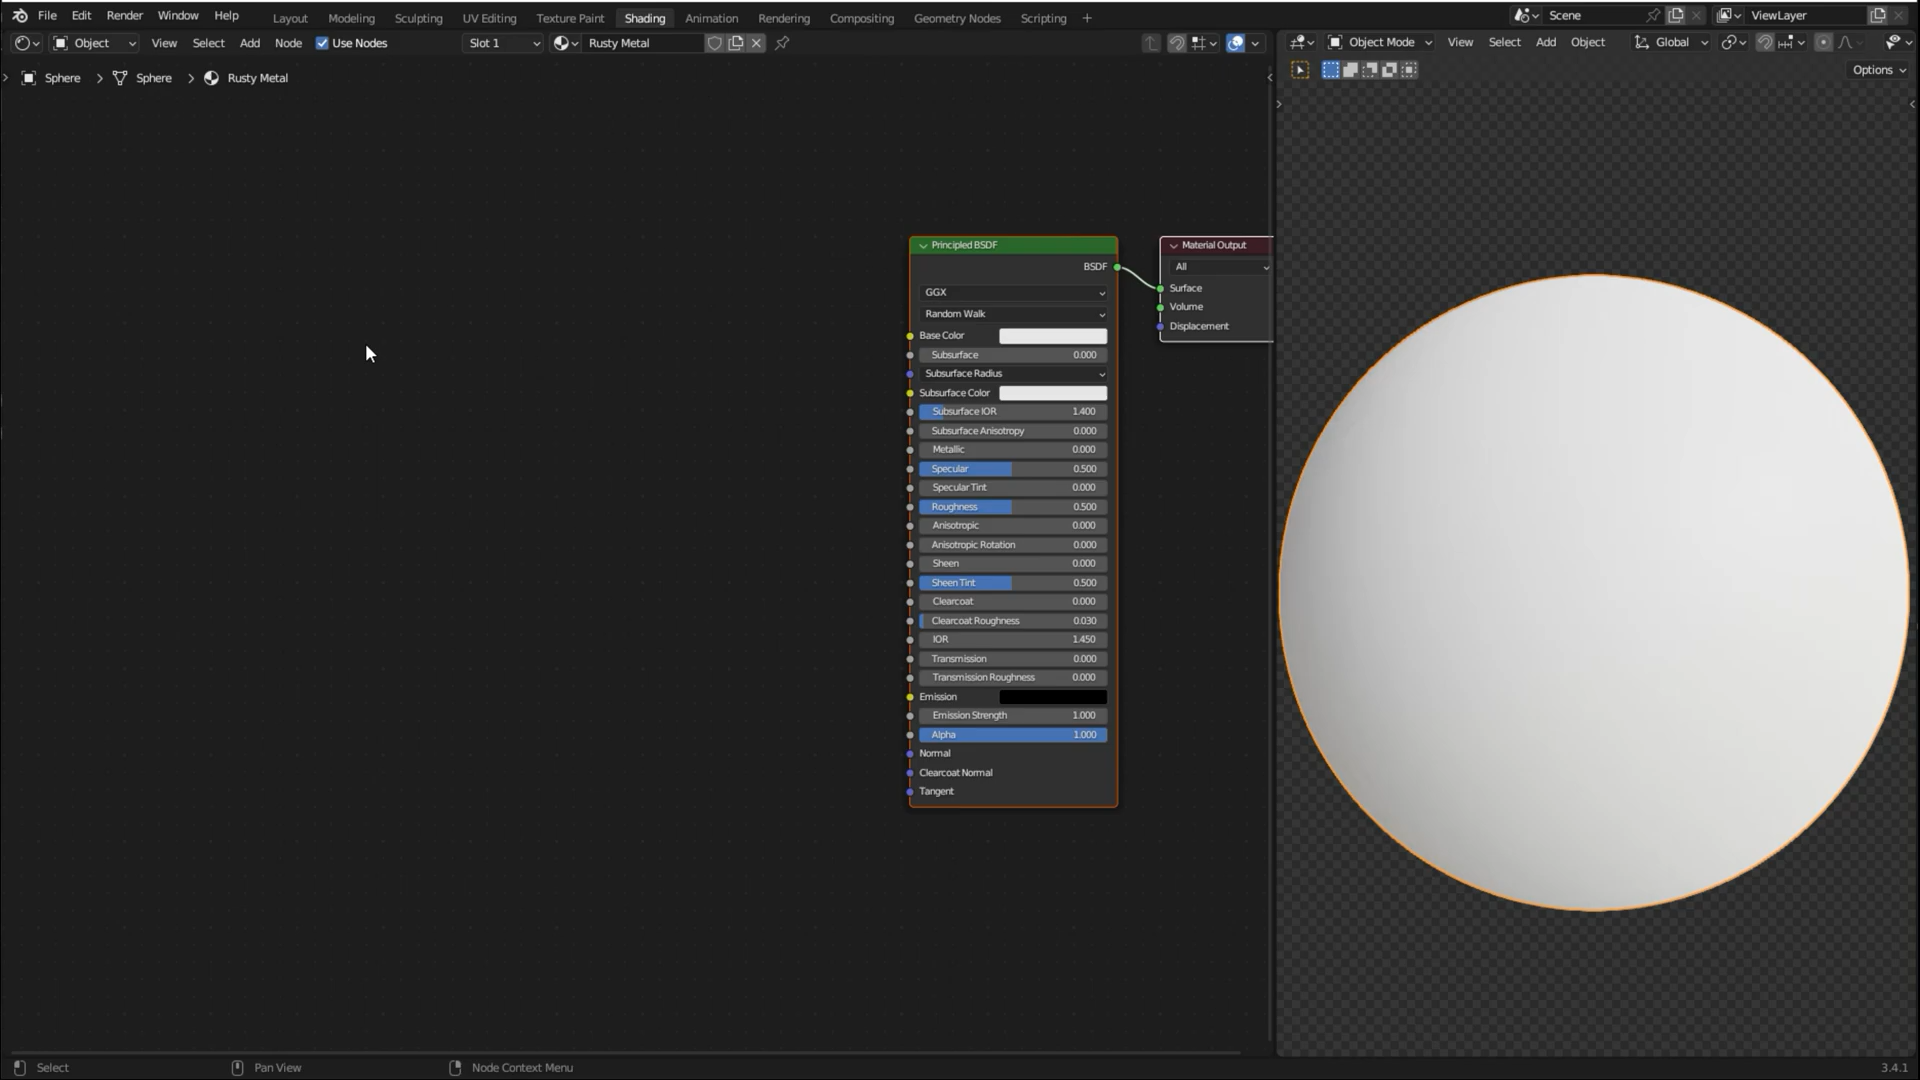 File Edit Render Window Help Layout Modeling Sculpting UV Editing Texture Paint Shading Animation Rendering Compositing Geometry Nodes Scripting + Scene ViewLayer
Object View Select Add Node Use Nodes Slot 1 Rusty Metal Object Mode View Select Add Object Global
Options
Sphere > Sphere > Rusty Metal
Principled BSDF
BSDF
GGX
Random Walk
Base Color
Subsurface 0.000
Subsurface Radius
Subsurface Color
Subsurface IOR 1.400
Subsurface Anisotropy 0.000
Metallic 0.000
Specular 0.500
Specular Tint 0.000
Roughness 0.500
Anisotropic 0.000
Anisotropic Rotation 0.000
Sheen 0.000
Sheen Tint 0.500
Clearcoat 0.000
Clearcoat Roughness 0.030
IOR 1.450
Transmission 0.000
Transmission Roughness 0.000
Emission
Emission Strength 1.000
Alpha 1.000
Normal
Clearcoat Normal
Tangent
Material Output
All
Surface
Volume
Displacement
Select Pan View Node Context Menu 3.4.1